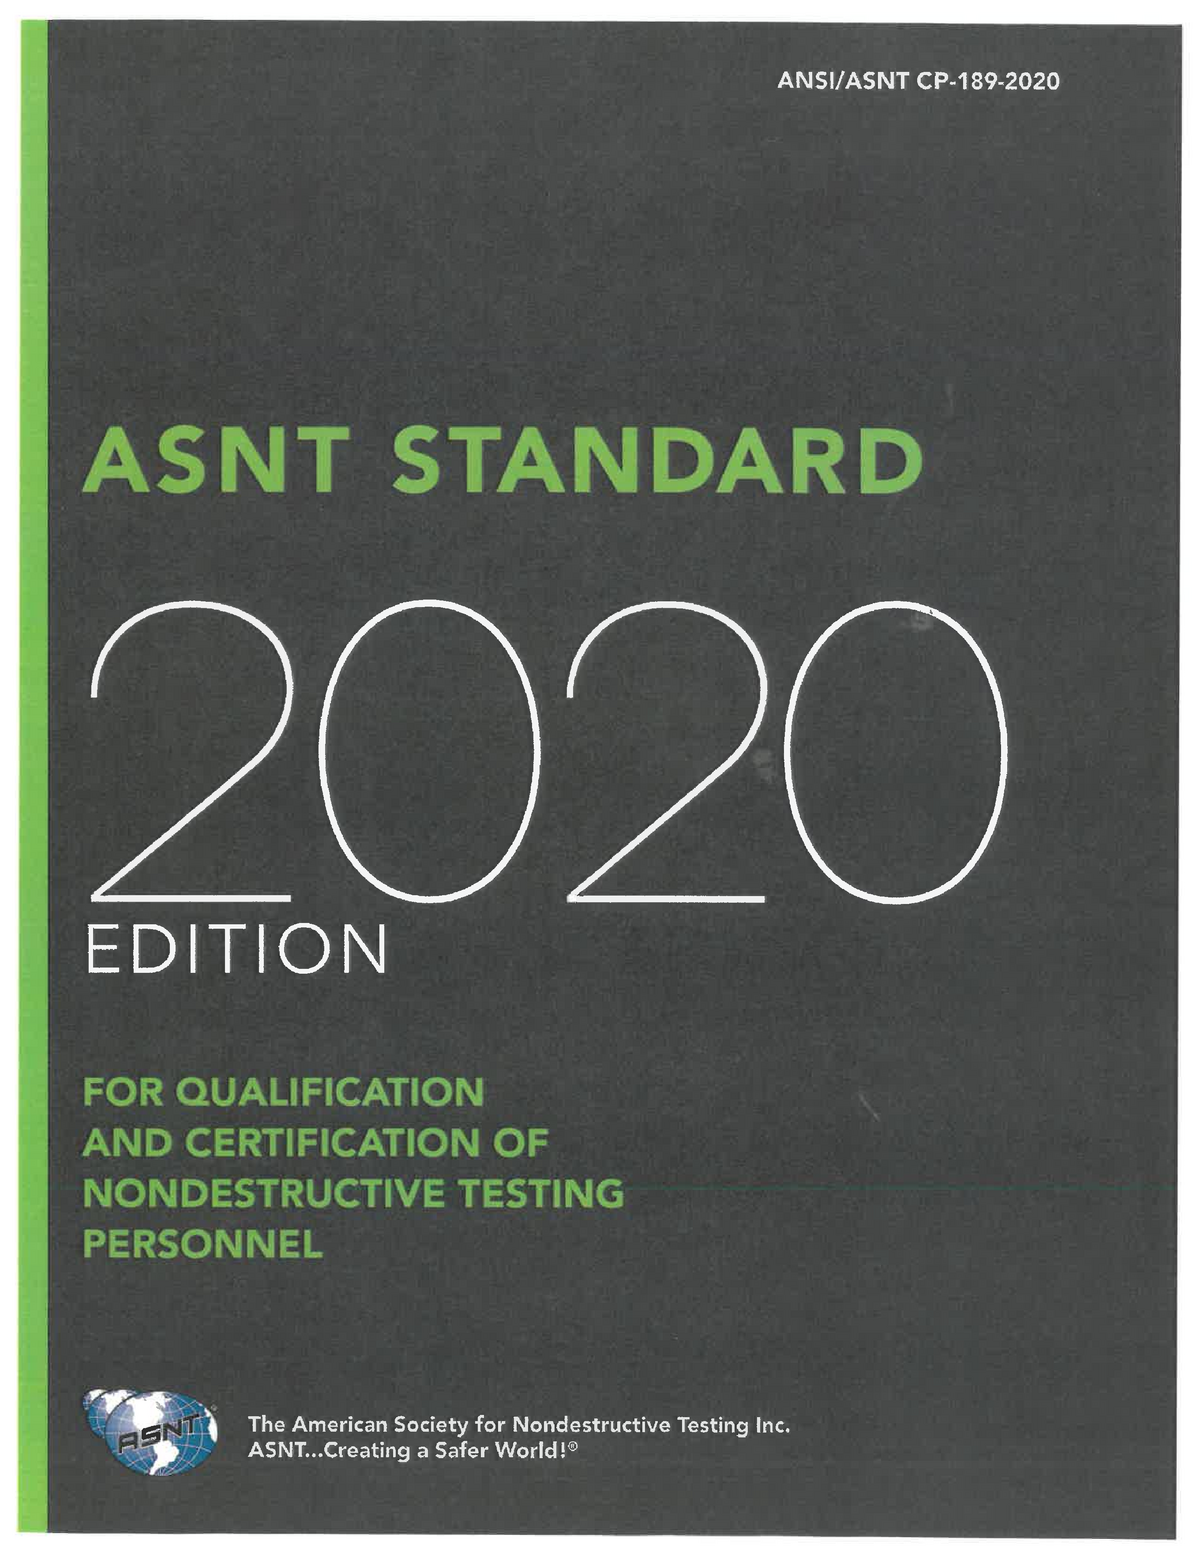 ANSI/ASNT CP-189-2020
ASNT STANDARD
2020
EDITION
FOR QUALIFICATION
AND CERTIFICATION OF
NONDESTRUCTIVE TESTING
PERSONNEL
ASNT®
The American Society for Nondestructive Testing Inc.
ASNT...Creating a Safer World!®